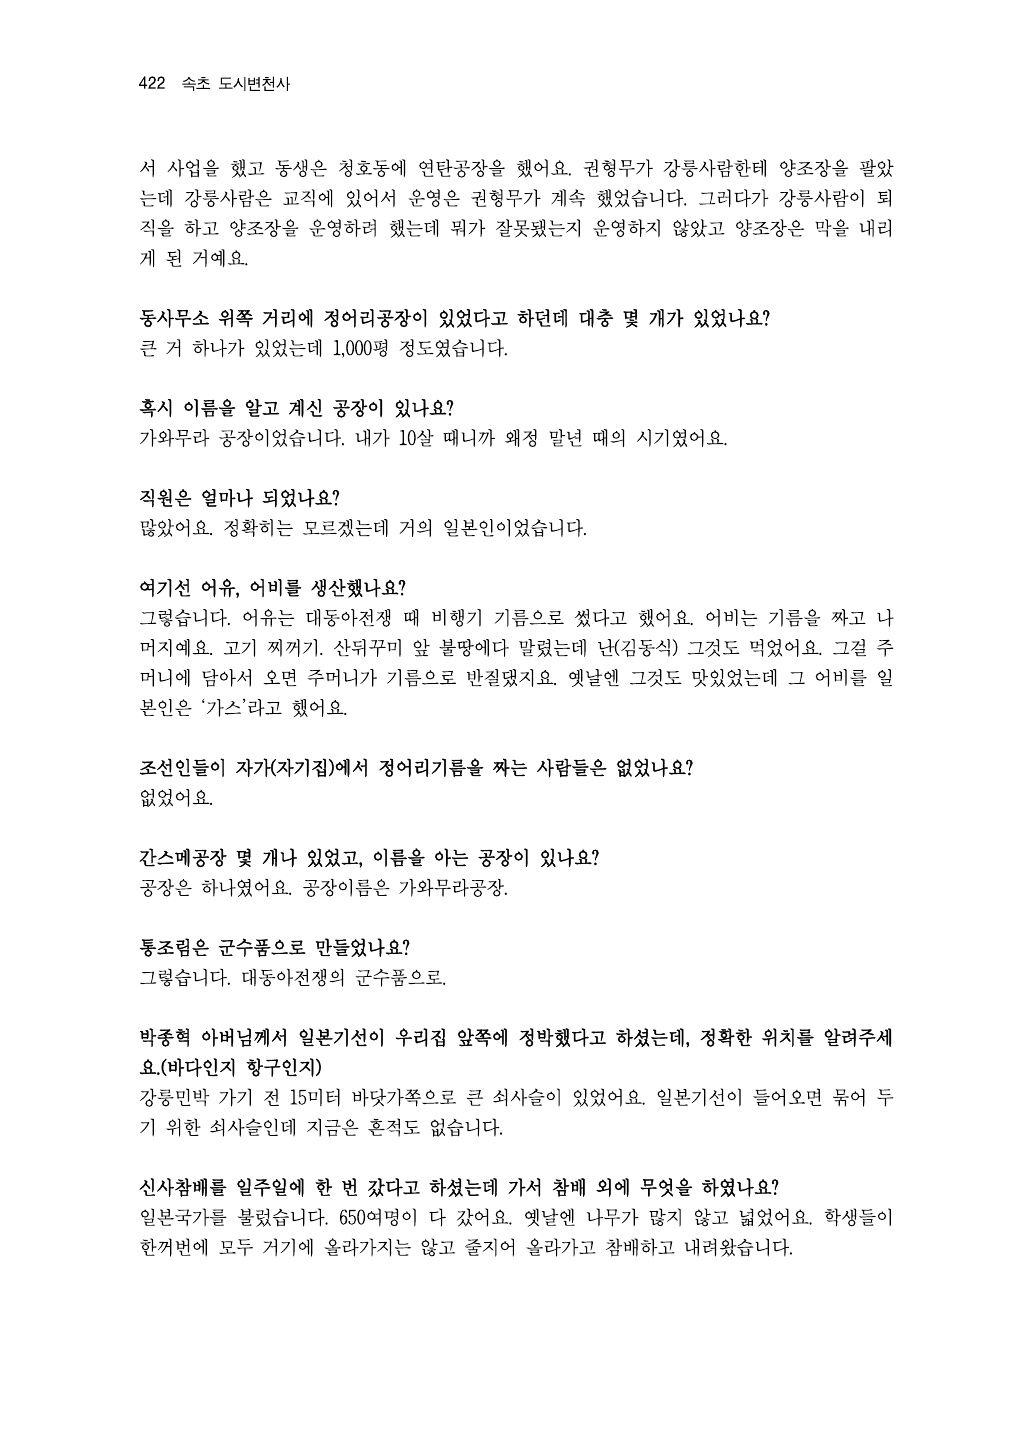 422 속초 도시변천사
서 사업을 했고 동생은 청호동에 연탄공장을 했어요. 권형무가 강릉사람한테 양조장을 팔았
는데 강릉사람은 교직에 있어서 운영은 권형무가 계속 했었습니다. 그러다가 강릉사람이 퇴
직을 하고 양조장을 운영하려 했는데 뭐가 잘못됐는지 운영하지 않았고 양조장은 막을 내리
게 된 거예요.
동사무소 위쪽 거리에 정어리공장이 있었다고 하던데 대충 몇 개가 있었나요?
큰 거 하나가 있었는데 1,000평 정도였습니다.
혹시 이름을 알고 계신 공장이 있나요?
가와무라 공장이었습니다. 내가 10살 때니까 왜정 말년 때의 시기였어요.
직원은 얼마나 되었나요?
많았어요. 정확히는 모르겠는데 거의 일본인이었습니다.
여기선 어유, 어비를 생산했나요?
그렇습니다. 어유는 대동아전쟁 때 비행기 기름으로 썼다고 했어요. 어비는 기름을 짜고 나
머지예요. 고기 찌꺼기. 산뒤꾸미 앞 불땅에다 말렸는데 난(김동식) 그것도 먹었어요. 그걸 주
머니에 담아서 오면 주머니가 기름으로 반질댔지요. 옛날엔 그것도 맛있었는데 그 어비를 일
본인은 ‘가스’라고 했어요.
조선인들이 자가(자기집)에서 정어리기름을 짜는 사람들은 없었나요?
없었어요.
간스메공장 몇 개나 있었고, 이름을 아는 공장이 있나요?
공장은 하나였어요. 공장이름은 가와무라공장.
통조림은 군수품으로 만들었나요?
그렇습니다. 대동아전쟁의 군수품으로.
박종혁 아버님께서 일본기선이 우리집 앞쪽에 정박했다고 하셨는데, 정확한 위치를 알려주세
요.(바다인지 항구인지)
강릉민박 가기 전 15미터 바닷가쪽으로 큰 쇠사슬이 있었어요. 일본기선이 들어오면 묶어 두
기 위한 쇠사슬인데 지금은 흔적도 없습니다.
신사참배를 일주일에 한 번 갔다고 하셨는데 가서 참배 외에 무엇을 하였나요?
일본국가를 불렀습니다. 650여명이 다 갔어요. 옛날엔 나무가 많지 않고 넓었어요. 학생들이
한꺼번에 모두 거기에 올라가지는 않고 줄지어 올라가고 참배하고 내려왔습니다.